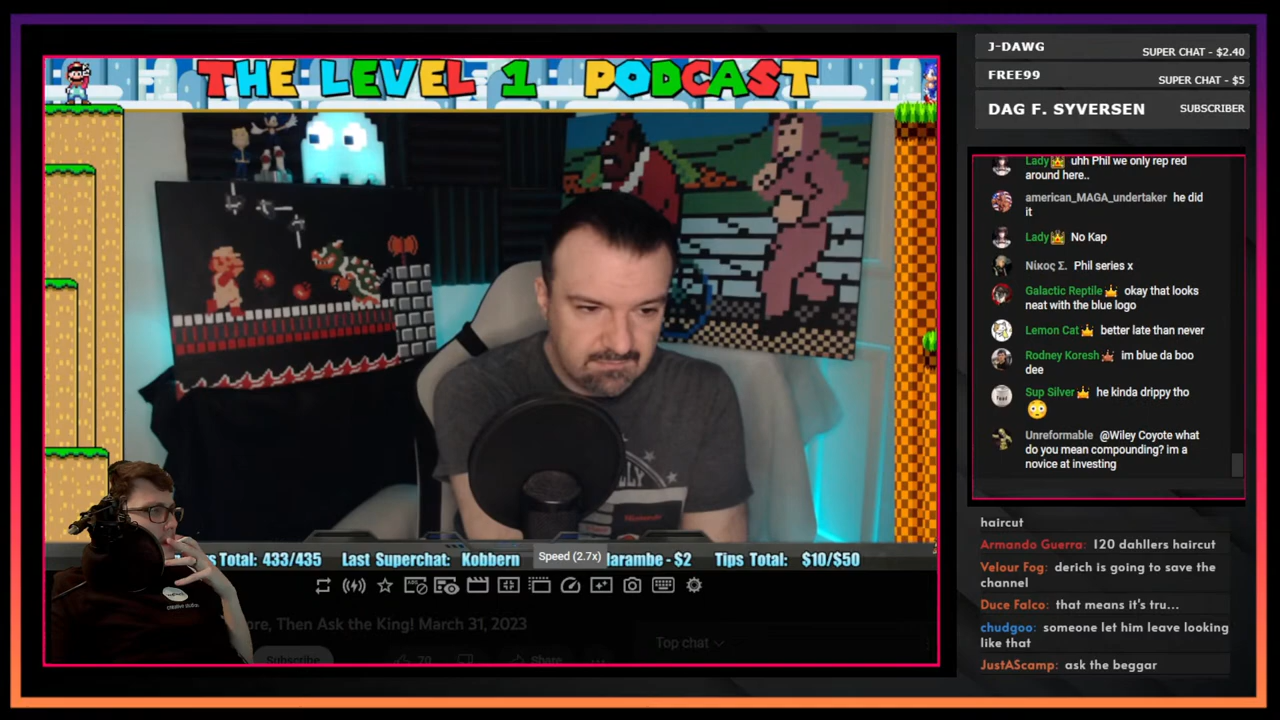 THE LEVEL 1 PODCAST
s Total: 433/435 Last Superchat: Kobbern
Speed (2.7x)
larambe - $2 Tips Total: $10/$50
ore, Then Ask the King! March 31, 2023
Subscribe
70
Share
Top chat
J-DAWG SUPER CHAT - $2.40
FREE99 SUPER CHAT - $5
DAG F. SYVERSEN SUBSCRIBER
Lady uhh Phil we only rep red
around here..
american_MAGA_undertaker he did
it
Lady No Kap
Νίκος Σ. Phil series x
Galactic Reptile okay that looks
neat with the blue logo
Lemon Cat better late than never
Rodney Koresh im blue da boo
dee
Sup Silver he kinda drippy tho
Unreformable @Wiley Coyote what
do you mean compounding? im a
novice at investing
haircut
Armando Guerra: 120 dahllers haircut
Velour Fog: derich is going to save the
channel
Duce Falco: that means it's tru...
chudgoo: someone let him leave looking
like that
JustAScamp: ask the beggar